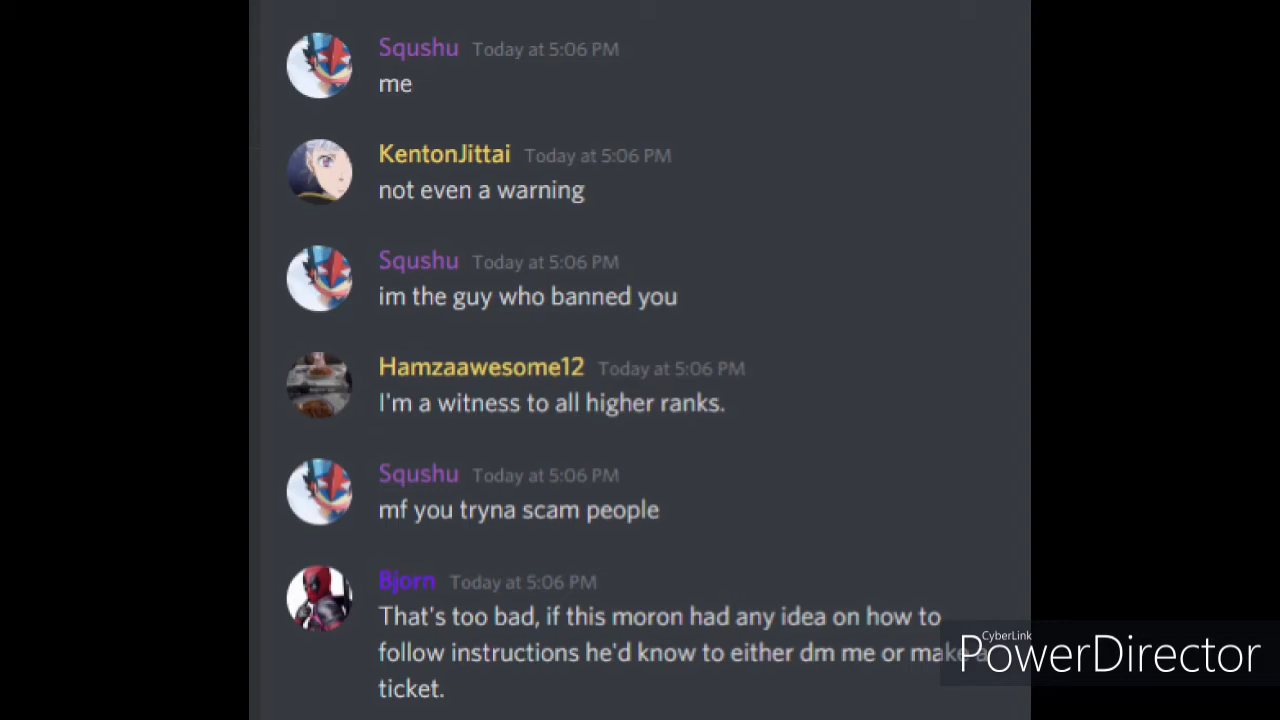 Squshu Today at 5:06 PM
me
KentonJittai Today at 5:06 PM
not even a warning
Squshu Today at 5:06 PM
im the guy who banned you
Hamzaawesome12 Today at 5:06 PM
I'm a witness to all higher ranks.
Squshu Today at 5:06 PM
mf you tryna scam people
Bjorn Today at 5:06 PM
That's too bad, if this moron had any idea on how to
follow instructions he'd know to either dm me or make a
ticket.
CyberLink
PowerDirector